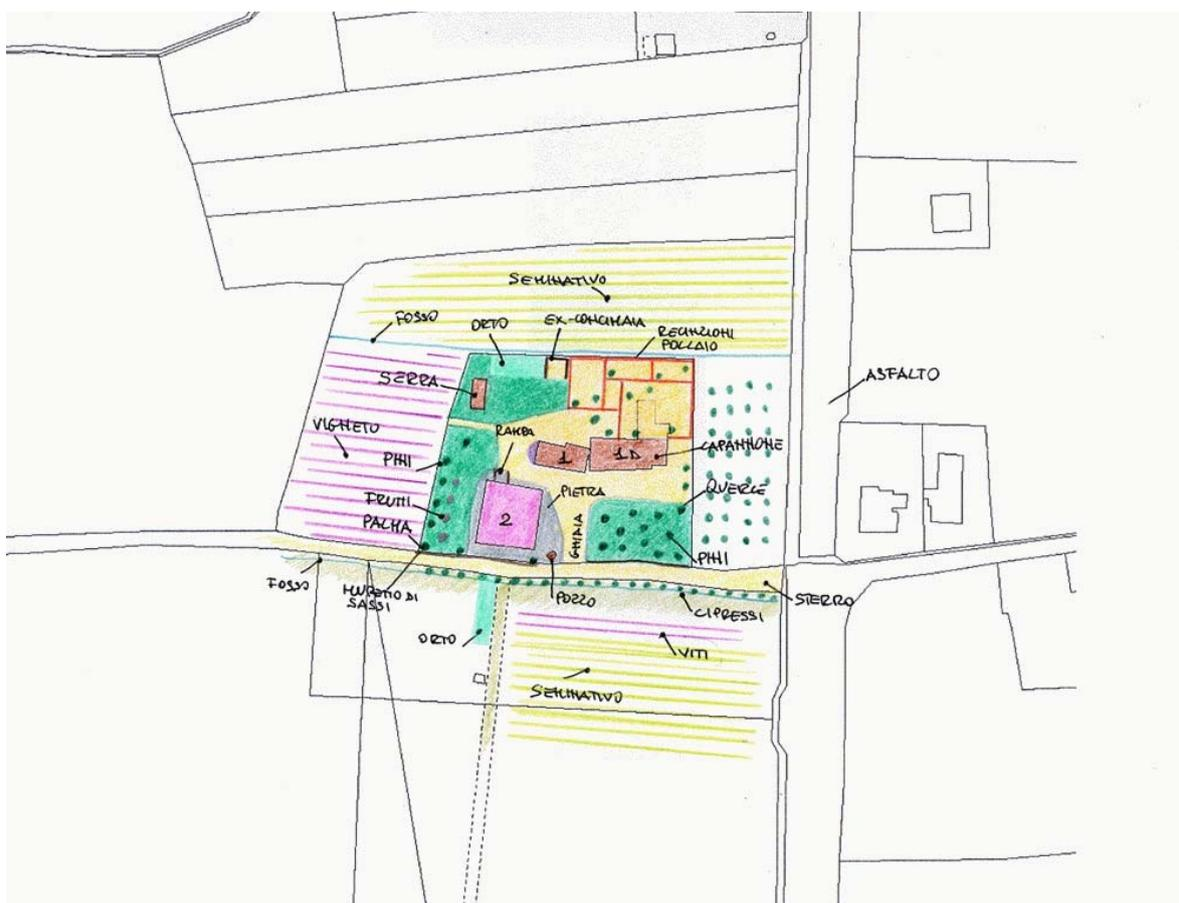 SEMINATIVO
FOSSO
ORTO
EX-CONCIMAIA
RECINZIONI
POLLAIO
SERRA
ASFALTO
VIGNETO
RAMPA
1
1D
CAPANNONE
PINI
PIETRA
QUERCE
FRUTTI
2
PALMA
GHIAIA
PINI
FOSSO
MURETTO DI
SASSI
POZZO
CIPRESSI
STERRO
ORTO
VITI
SEMINATIVO